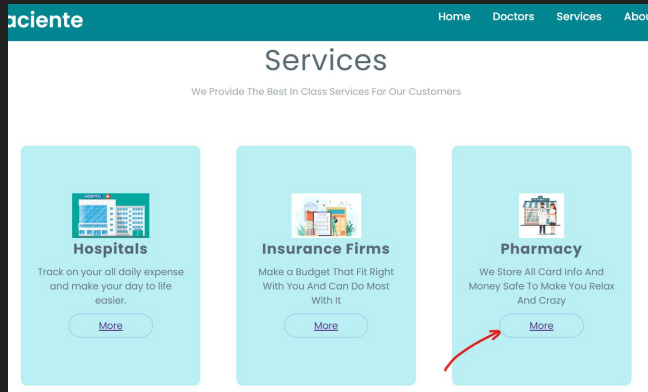 aciente
Home Doctors Services Abou
Services
We Provide The Best In Class Services For Our Customers
HOSPITAL
Hospitals
Track on your all daily expense
and make your day to life
easier.
More
Insurance Firms
Make a Budget That Fit Right
With You And Can Do Most
With It
More
Pharmacy
We Store All Card Info And
Money Safe To Make You Relax
And Crazy
More